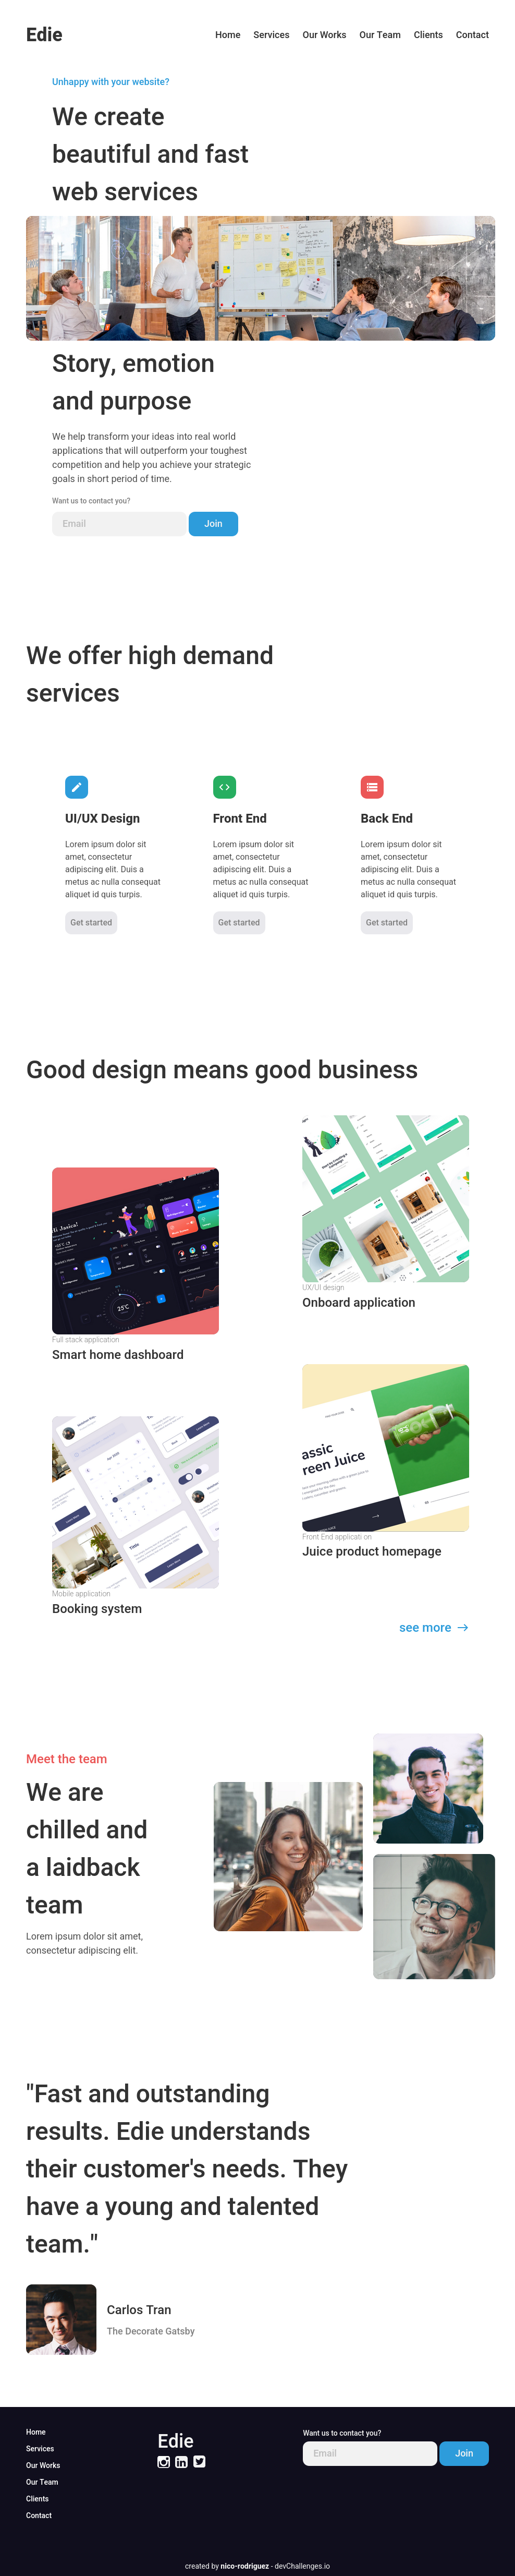 Edie
Home Services Our Works Our Team Clients Contact
Unhappy with your website?
We create
beautiful and fast
web services
Story, emotion
and purpose
We help transform your ideas into real world
applications that will outperform your toughest
competition and help you achieve your strategic
goals in short period of time.
Want us to contact you?
Email
Join
We offer high demand
services
UI/UX Design
Lorem ipsum dolor sit
amet, consectetur
adipiscing elit. Duis a
metus ac nulla consequat
aliquet id quis turpis.
Get started
Front End
Lorem ipsum dolor sit
amet, consectetur
adipiscing elit. Duis a
metus ac nulla consequat
aliquet id quis turpis.
Get started
Back End
Lorem ipsum dolor sit
amet, consectetur
adipiscing elit. Duis a
metus ac nulla consequat
aliquet id quis turpis.
Get started
Good design means good business
25°C
Full stack application
Smart home dashboard
UX/UI design
Onboard application
Mobile application
Booking system
Juice
Front End applicati on
Juice product homepage
see more →
Meet the team
We are
chilled and
a laidback
team
Lorem ipsum dolor sit amet,
consectetur adipiscing elit.
"Fast and outstanding
results. Edie understands
their customer's needs. They
have a young and talented
team."
Carlos Tran
The Decorate Gatsby
Home
Services
Our Works
Our Team
Clients
Contact
Edie
Want us to contact you?
Email
Join
created by nico-rodriguez - devChallenges.io